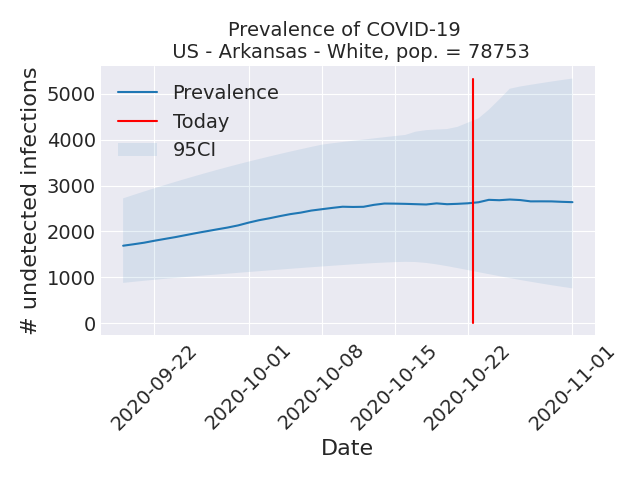 Prevalence of COVID-19
US - Arkansas - White, pop. = 78753
# undetected infections
5000
4000
3000
2000
1000
0
Prevalence
Today
95CI
2020-09-22
2020-10-01
2020-10-08
2020-10-15
2020-10-22
2020-11-01
Date